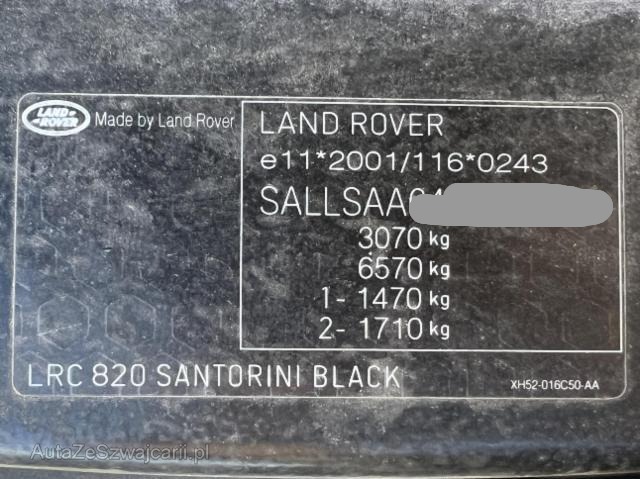 LAND ROVER
Made by Land Rover
LAND ROVER
e11*2001/116*0243
SALLSAA
3070 kg
6570 kg
1- 1470 kg
2- 1710 kg
LRC 820 SANTORINI BLACK
XH52-016C50-AA
AutaZeSzwajcarii.pl